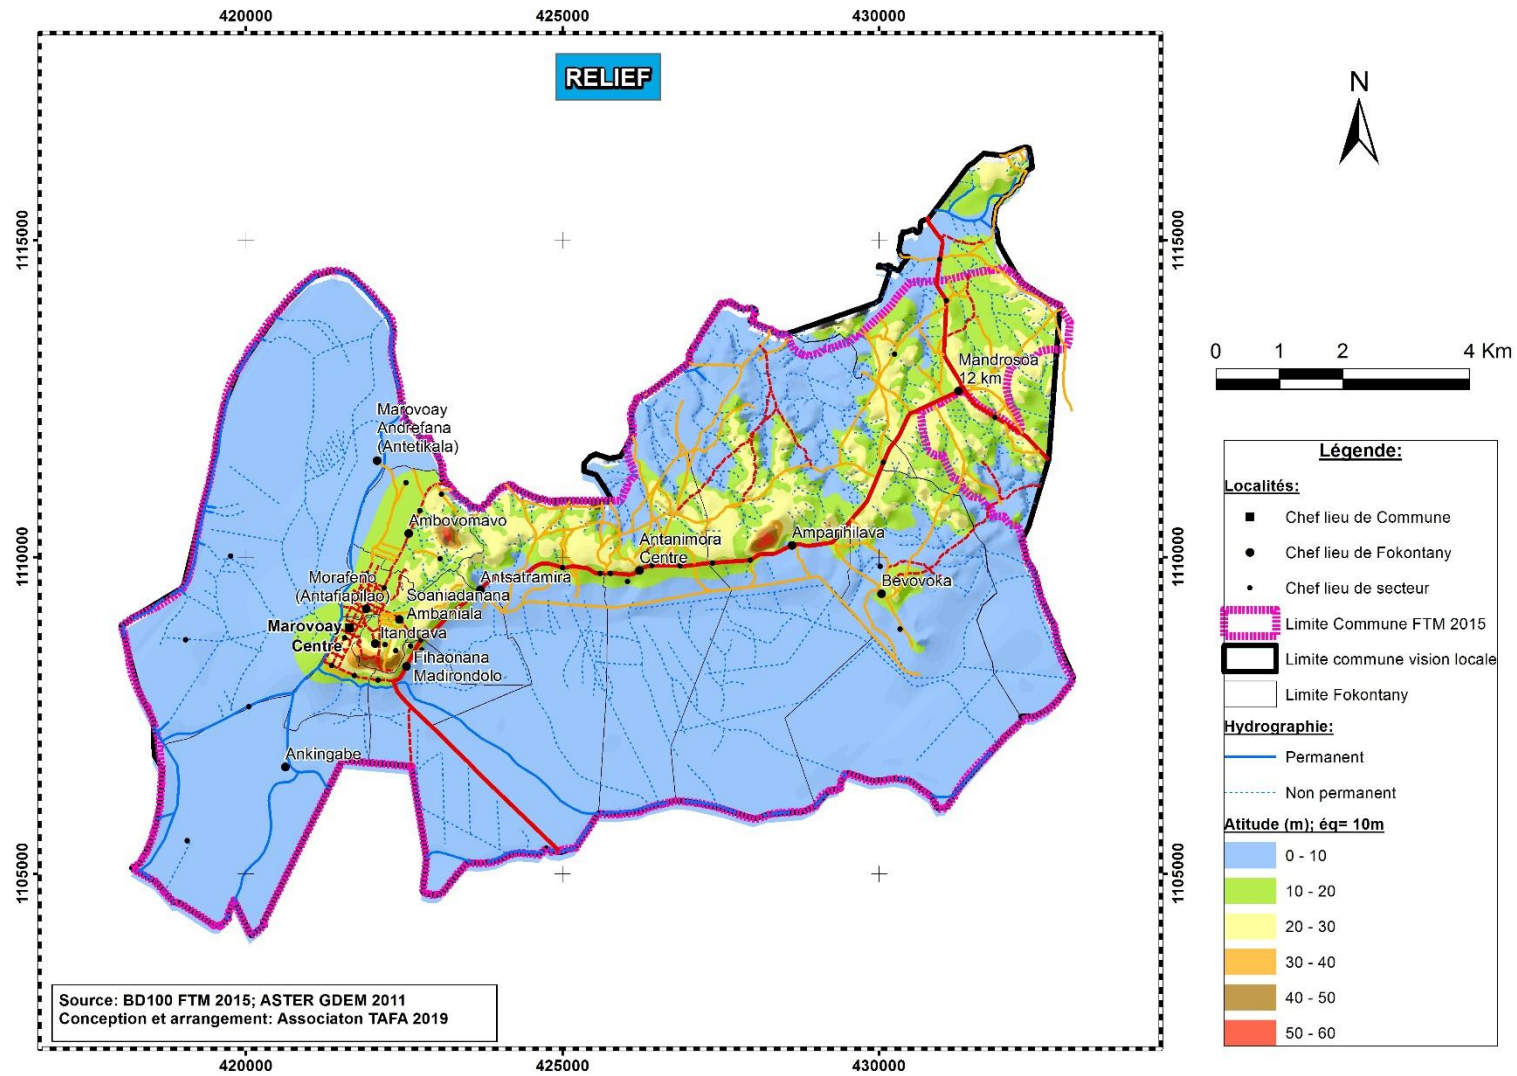 420000
425000
430000
RELIEF
N
1115000
1115000
0 1 2 4 Km
Mandrosoa
12 km
Marovoay
Andrefana
(Antetikala)
Légende:
Localités:
Chef lieu de Commune
Chef lieu de Fokontany
Chef lieu de secteur
Limite Commune FTM 2015
Limite commune vision locale
Limite Fokontany
Hydrographie:
Permanent
Non permanent
Atitude (m); éq= 10m
0 - 10
10 - 20
20 - 30
30 - 40
40 - 50
50 - 60
Ambovomavo
Antanimora
Centre
Amparihilava
1110000
1110000
Morafeno
(Antafiapilao)
Antsatramira
Soaniadanana
Ambaniala
Bevovoka
Marovoay
Centre
Itandrava
Fihaonana
Madirondolo
Ankingabe
1105000
1105000
Source: BD100 FTM 2015; ASTER GDEM 2011
Conception et arrangement: Associaton TAFA 2019
420000
425000
430000